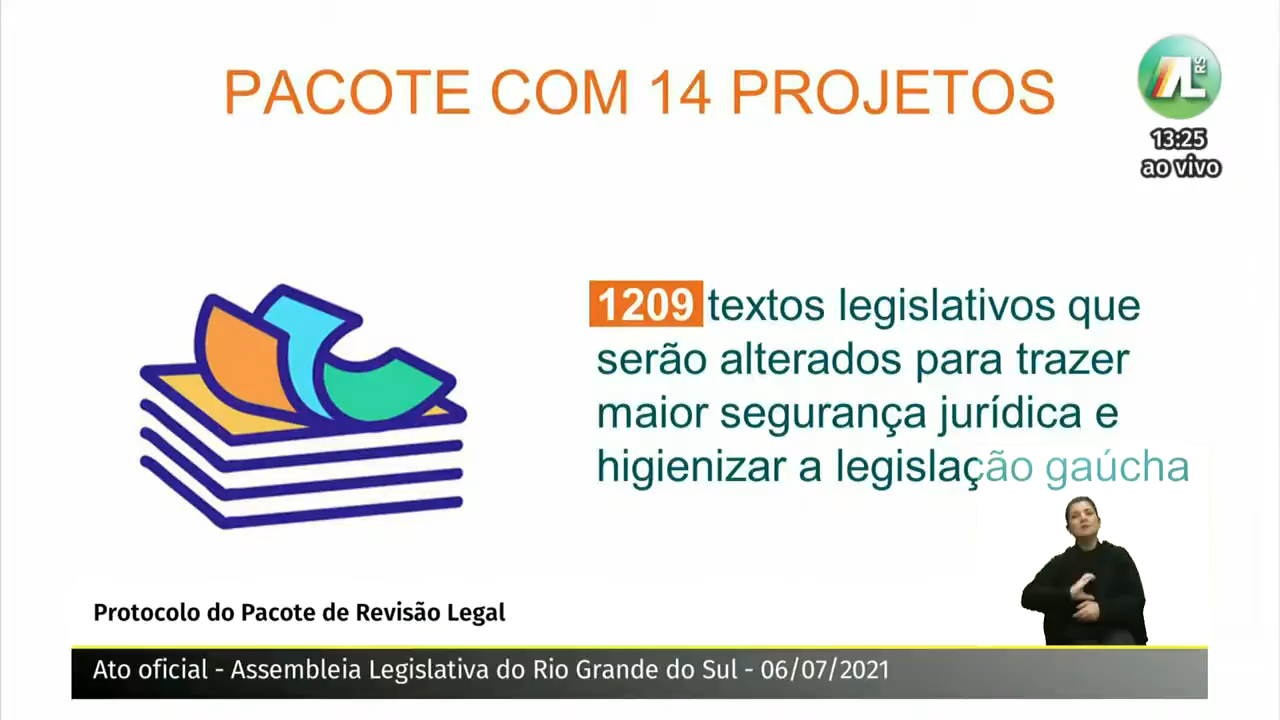 PACOTE COM 14 PROJETOS
AL RS
13:25
ao vivo
1209 textos legislativos que
serão alterados para trazer
maior segurança jurídica e
higienizar a legislação gaúcha
Protocolo do Pacote de Revisão Legal
Ato oficial - Assembleia Legislativa do Rio Grande do Sul - 06/07/2021